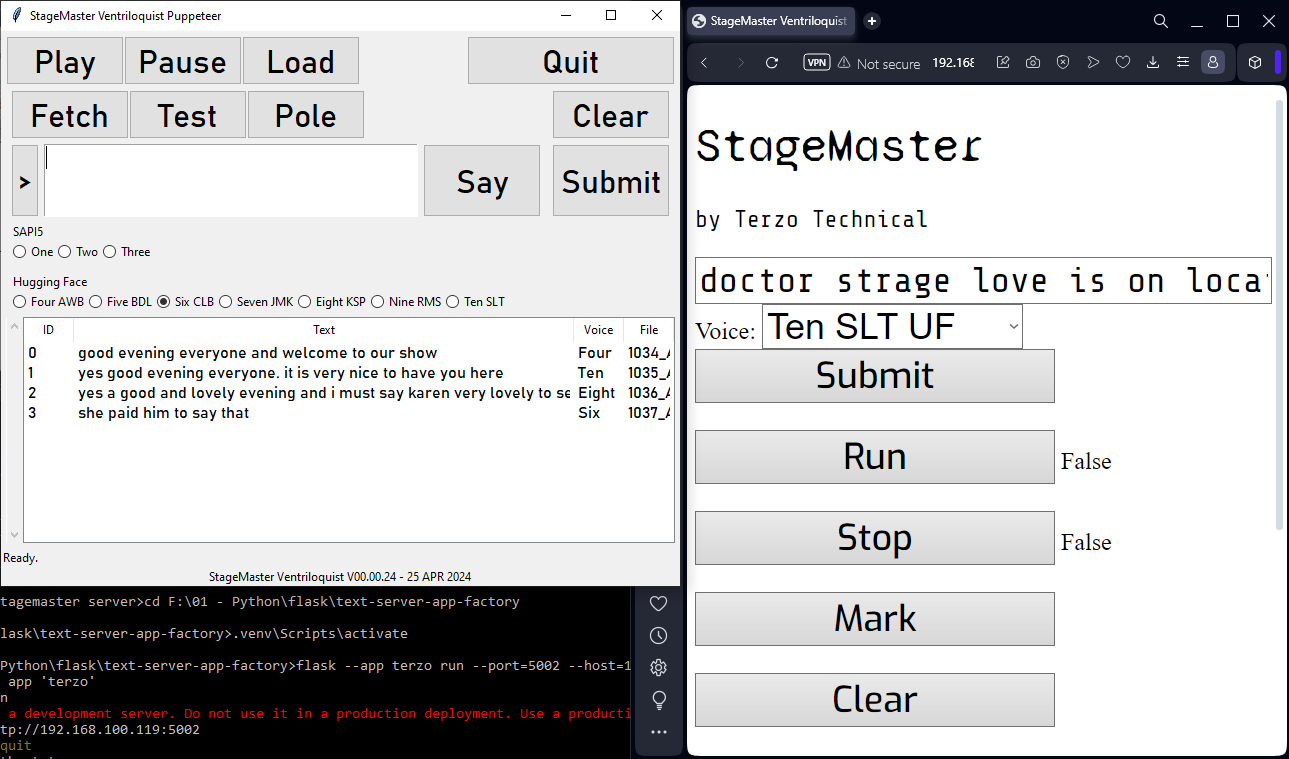 StageMaster Ventriloquist Puppeteer
Play Pause Load Quit
Fetch Test Pole Clear
> Say Submit
SAPI5
One Two Three
Hugging Face
Four AWB Five BDL Six CLB Seven JMK Eight KSP Nine RMS Ten SLT
ID Text Voice File
0 good evening everyone and welcome to our show Four 1034_
1 yes good evening everyone. it is very nice to have you here Ten 1035_
2 yes a good and lovely evening and i must say karen very lovely to se Eight 1036_
3 she paid him to say that Six 1037_
Ready.
StageMaster Ventriloquist V00.00.24 - 25 APR 2024
tagemaster server>cd F:\01 - Python\flask\text-server-app-factory
lask\text-server-app-factory>.venv\Scripts\activate
Python\flask\text-server-app-factory>flask --app terzo run --port=5002 --host=1
app 'terzo'
n
a development server. Do not use it in a production deployment. Use a producti
tp://192.168.100.119:5002
quit
StageMaster Ventriloquist
VPN Not secure 192.168
StageMaster
by Terzo Technical
doctor strage love is on loca
Voice: Ten SLT UF
Submit
Run False
Stop False
Mark
Clear